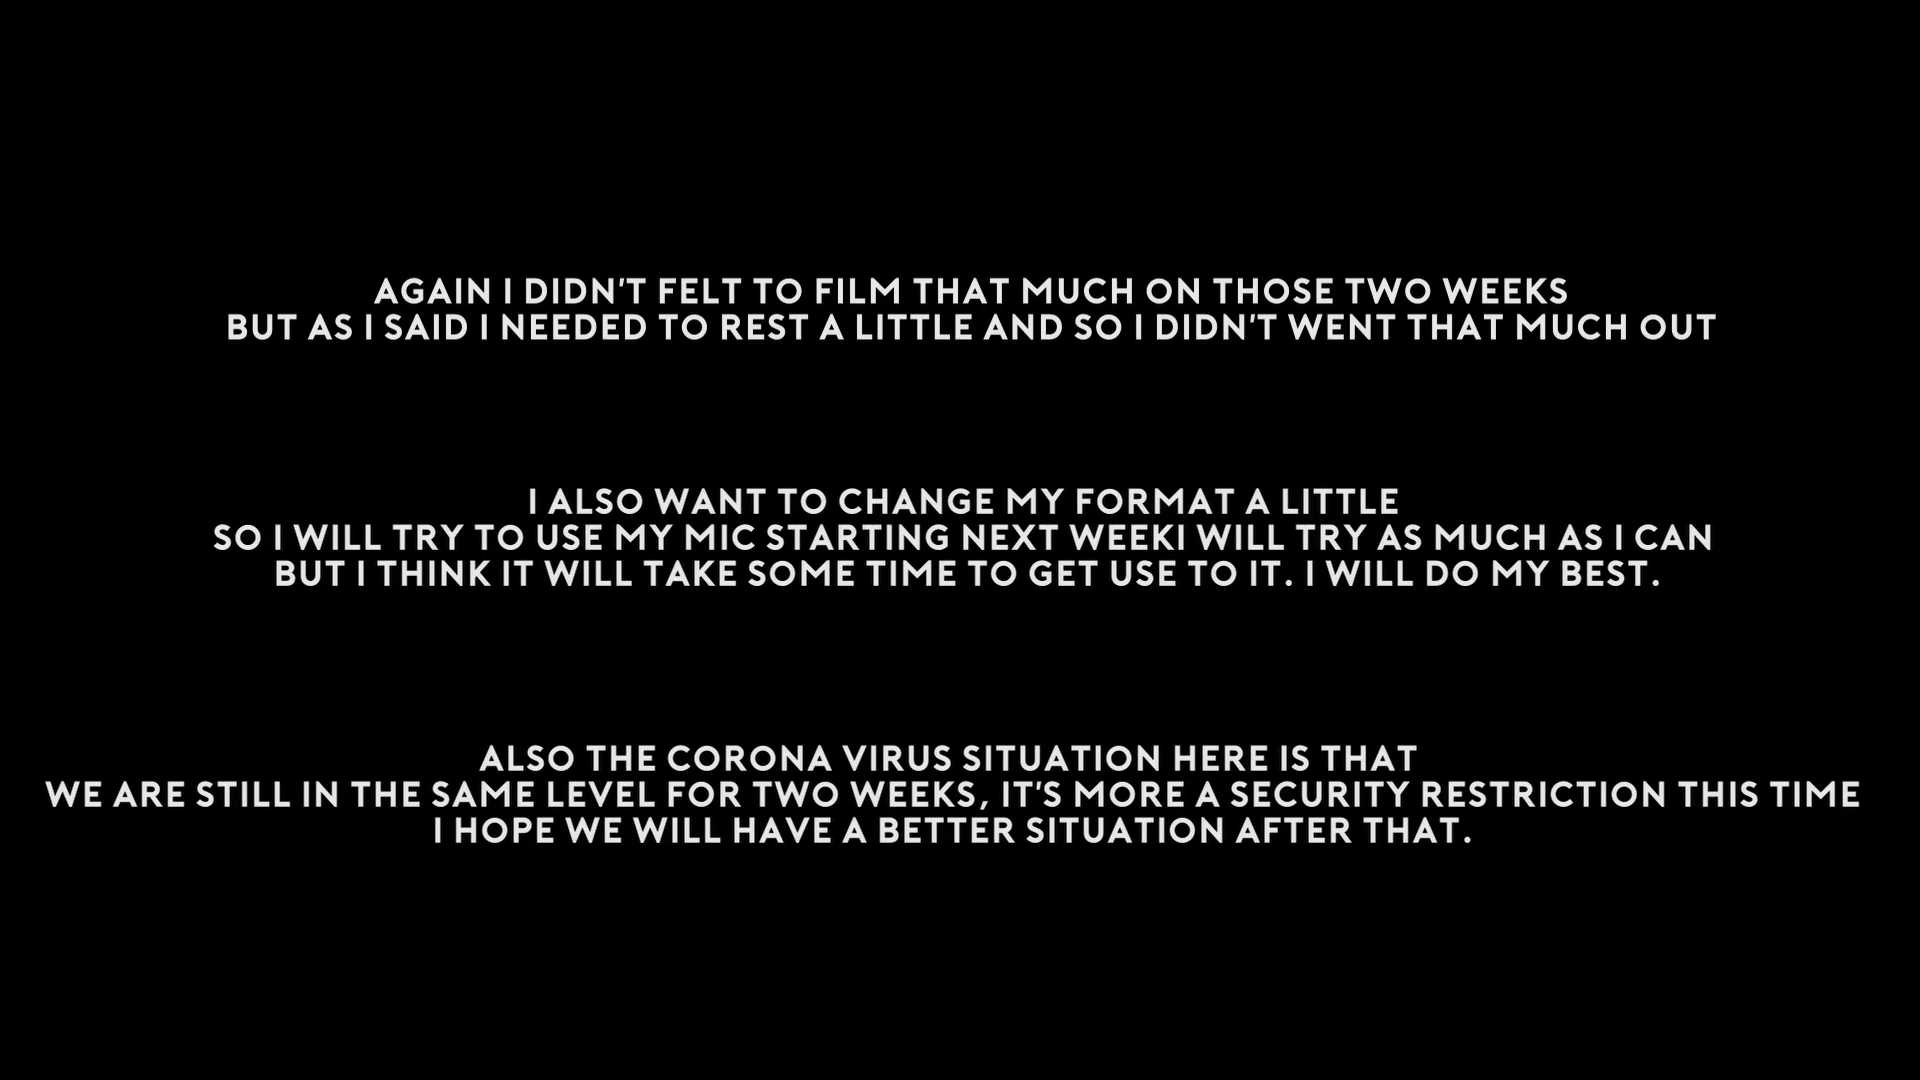 AGAIN I DIDN'T FELT TO FILM THAT MUCH ON THOSE TWO WEEKS
BUT AS I SAID I NEEDED TO REST A LITTLE AND SO I DIDN'T WENT THAT MUCH OUT
I ALSO WANT TO CHANGE MY FORMAT A LITTLE
SO I WILL TRY TO USE MY MIC STARTING NEXT WEEKI WILL TRY AS MUCH AS I CAN
BUT I THINK IT WILL TAKE SOME TIME TO GET USE TO IT. I WILL DO MY BEST.
ALSO THE CORONA VIRUS SITUATION HERE IS THAT
WE ARE STILL IN THE SAME LEVEL FOR TWO WEEKS, IT'S MORE A SECURITY RESTRICTION THIS TIME
I HOPE WE WILL HAVE A BETTER SITUATION AFTER THAT.